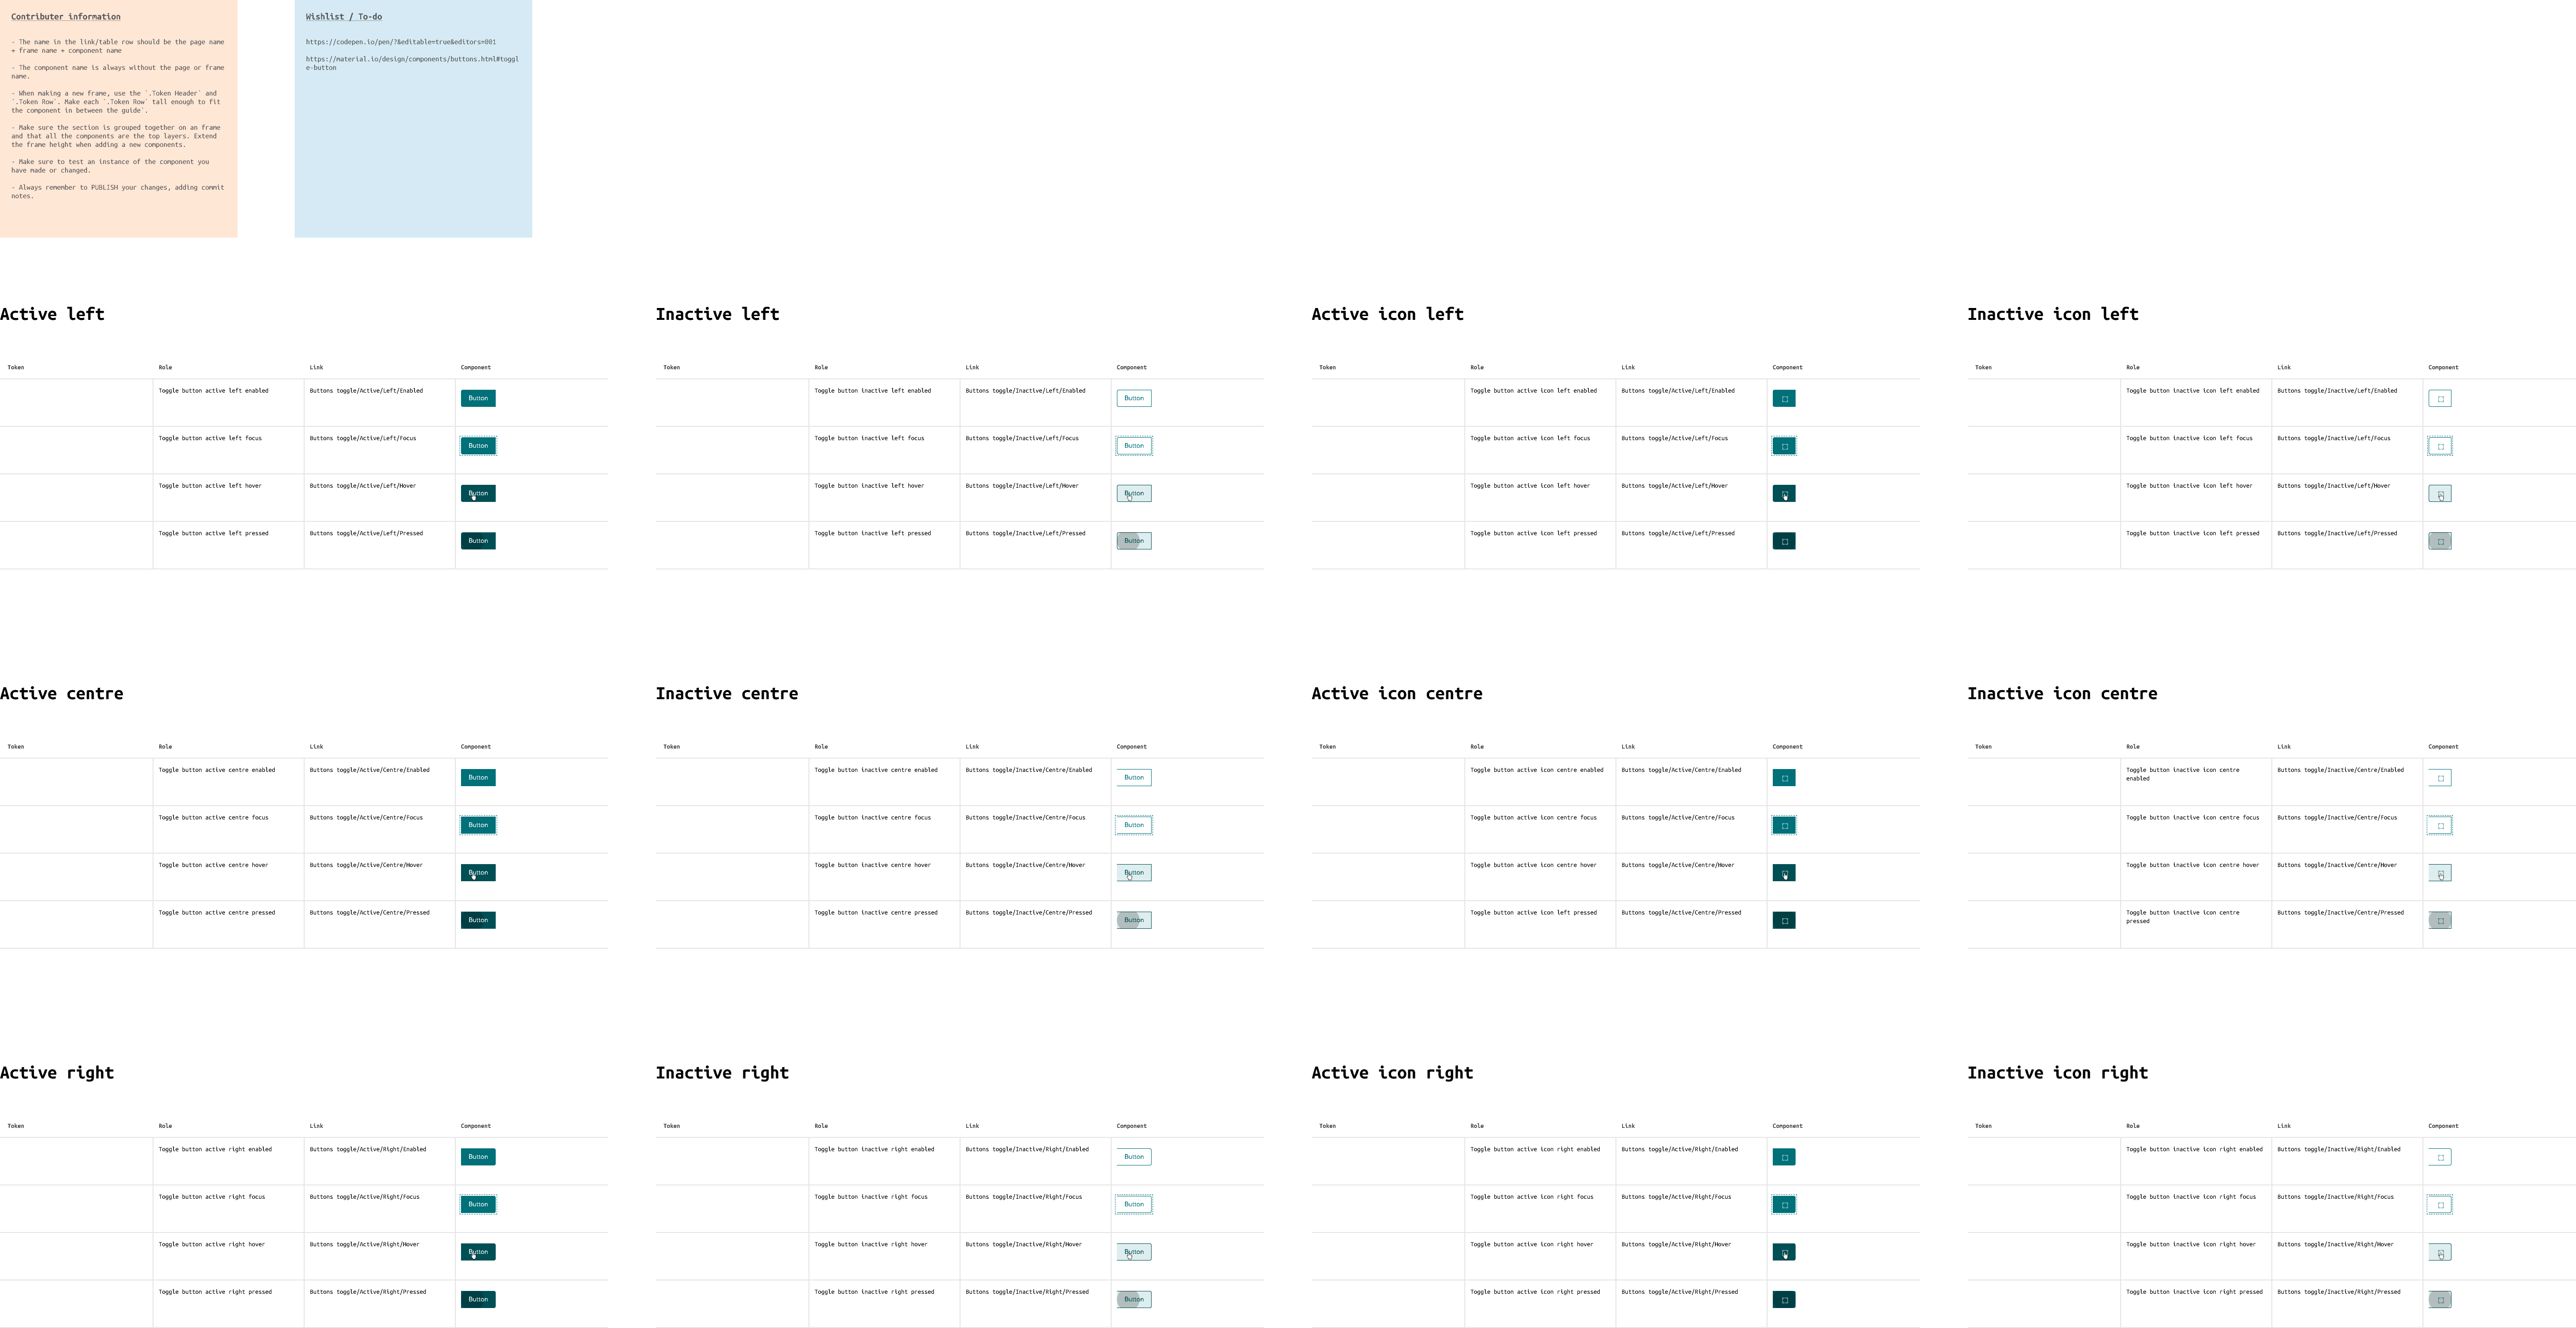 Contributer information
- The name in the link/table row should be the page name
+ frame name + component name
- The component name is always without the page or frame
name.
- When making a new frame, use the `.Token Header` and
`.Token Row`. Make each `.Token Row` tall enough to fit
the component in between the guide`.
- Make sure the section is grouped together on an frame
and that all the components are the top layers. Extend
the frame height when adding a new components.
- Make sure to test an instance of the component you
have made or changed.
- Always remember to PUBLISH your changes, adding commit
notes.
Wishlist / To-do
https://codepen.io/pen/?&editable=true&editors=001
https://material.io/design/components/buttons.html#toggl
e-button
Active left
Token Role Link Component
Toggle button active left enabled Buttons toggle/Active/Left/Enabled Button
Toggle button active left focus Buttons toggle/Active/Left/Focus Button
Toggle button active left hover Buttons toggle/Active/Left/Hover Button
Toggle button active left pressed Buttons toggle/Active/Left/Pressed Button
Inactive left
Token Role Link Component
Toggle button inactive left enabled Buttons toggle/Inactive/Left/Enabled Button
Toggle button inactive left focus Buttons toggle/Inactive/Left/Focus Button
Toggle button inactive left hover Buttons toggle/Inactive/Left/Hover Button
Toggle button inactive left pressed Buttons toggle/Inactive/Left/Pressed Button
Active icon left
Token Role Link Component
Toggle button active icon left enabled Buttons toggle/Active/Left/Enabled
Toggle button active icon left focus Buttons toggle/Active/Left/Focus
Toggle button active icon left hover Buttons toggle/Active/Left/Hover
Toggle button active icon left pressed Buttons toggle/Active/Left/Pressed
Inactive icon left
Token Role Link Component
Toggle button inactive icon left enabled Buttons toggle/Inactive/Left/Enabled
Toggle button inactive icon left focus Buttons toggle/Inactive/Left/Focus
Toggle button inactive icon left hover Buttons toggle/Inactive/Left/Hover
Toggle button inactive icon left pressed Buttons toggle/Inactive/Left/Pressed
Active centre
Token Role Link Component
Toggle button active centre enabled Buttons toggle/Active/Centre/Enabled Button
Toggle button active centre focus Buttons toggle/Active/Centre/Focus Button
Toggle button active centre hover Buttons toggle/Active/Centre/Hover Button
Toggle button active centre pressed Buttons toggle/Active/Centre/Pressed Button
Inactive centre
Token Role Link Component
Toggle button inactive centre enabled Buttons toggle/Inactive/Centre/Enabled Button
Toggle button inactive centre focus Buttons toggle/Inactive/Centre/Focus Button
Toggle button inactive centre hover Buttons toggle/Inactive/Centre/Hover Button
Toggle button inactive centre pressed Buttons toggle/Inactive/Centre/Pressed Button
Active icon centre
Token Role Link Component
Toggle button active icon centre enabled Buttons toggle/Active/Centre/Enabled
Toggle button active icon centre focus Buttons toggle/Active/Centre/Focus
Toggle button active icon centre hover Buttons toggle/Active/Centre/Hover
Toggle button active icon left pressed Buttons toggle/Active/Centre/Pressed
Inactive icon centre
Token Role Link Component
Toggle button inactive icon centre Buttons toggle/Inactive/Centre/Enabled
enabled
Toggle button inactive icon centre focus Buttons toggle/Inactive/Centre/Focus
Toggle button inactive icon centre hover Buttons toggle/Inactive/Centre/Hover
Toggle button inactive icon centre Buttons toggle/Inactive/Centre/Pressed
pressed
Active right
Token Role Link Component
Toggle button active right enabled Buttons toggle/Active/Right/Enabled Button
Toggle button active right focus Buttons toggle/Active/Right/Focus Button
Toggle button active right hover Buttons toggle/Active/Right/Hover Button
Toggle button active right pressed Buttons toggle/Active/Right/Pressed Button
Inactive right
Token Role Link Component
Toggle button inactive right enabled Buttons toggle/Inactive/Right/Enabled Button
Toggle button inactive right focus Buttons toggle/Inactive/Right/Focus Button
Toggle button inactive right hover Buttons toggle/Inactive/Right/Hover Button
Toggle button inactive right pressed Buttons toggle/Inactive/Right/Pressed Button
Active icon right
Token Role Link Component
Toggle button active icon right enabled Buttons toggle/Active/Right/Enabled
Toggle button active icon right focus Buttons toggle/Active/Right/Focus
Toggle button active icon right hover Buttons toggle/Active/Right/Hover
Toggle button active icon right pressed Buttons toggle/Active/Right/Pressed
Inactive icon right
Token Role Link Component
Toggle button inactive icon right enabled Buttons toggle/Inactive/Right/Enabled
Toggle button inactive icon right focus Buttons toggle/Inactive/Right/Focus
Toggle button inactive icon right hover Buttons toggle/Inactive/Right/Hover
Toggle button inactive icon right pressed Buttons toggle/Inactive/Right/Pressed